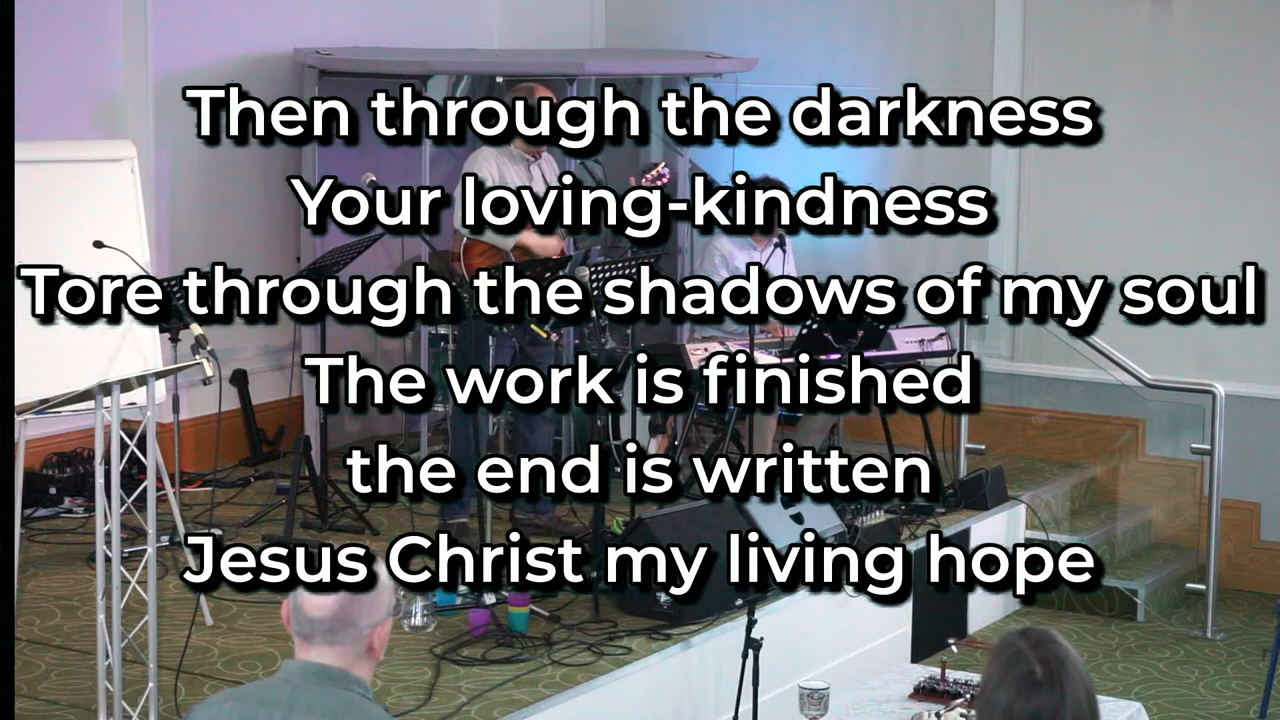 Then through the darkness
Your loving-kindness
Tore through the shadows of my soul
The work is finished
the end is written
Jesus Christ my living hope